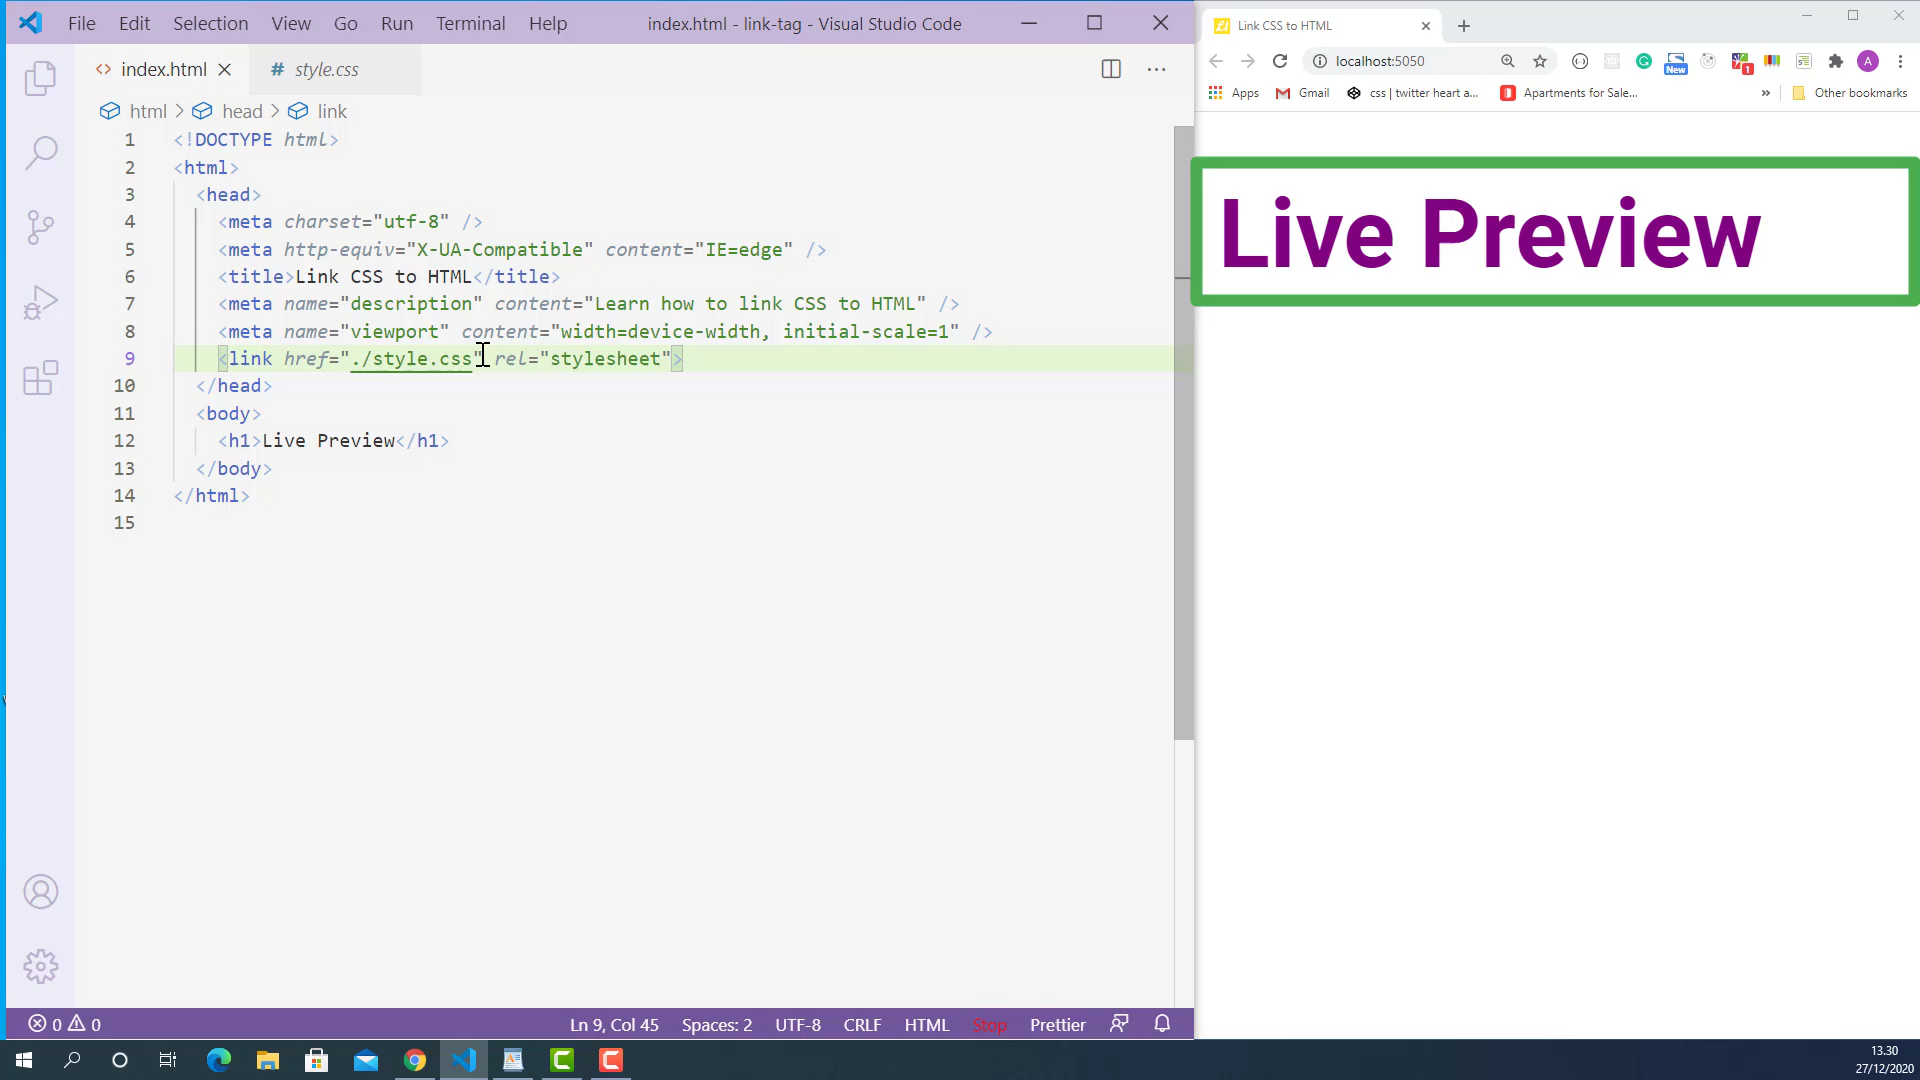 File Edit Selection View Go Run Terminal Help index.html - link-tag - Visual Studio Code
index.html # style.css
html > head > link
1 <!DOCTYPE html>
2 <html>
3 <head>
4 <meta charset="utf-8" />
5 <meta http-equiv="X-UA-Compatible" content="IE=edge" />
6 <title>Link CSS to HTML</title>
7 <meta name="description" content="Learn how to link CSS to HTML" />
8 <meta name="viewport" content="width=device-width, initial-scale=1" />
9 <link href="./style.css" rel="stylesheet">
10 </head>
11 <body>
12 <h1>Live Preview</h1>
13 </body>
14 </html>
15
0 0 Ln 9, Col 45 Spaces: 2 UTF-8 CRLF HTML Stop Prettier
Link CSS to HTML
localhost:5050 New 1 A
Apps Gmail css | twitter heart a... Apartments for Sale... » Other bookmarks
Live Preview
13.30
27/12/2020